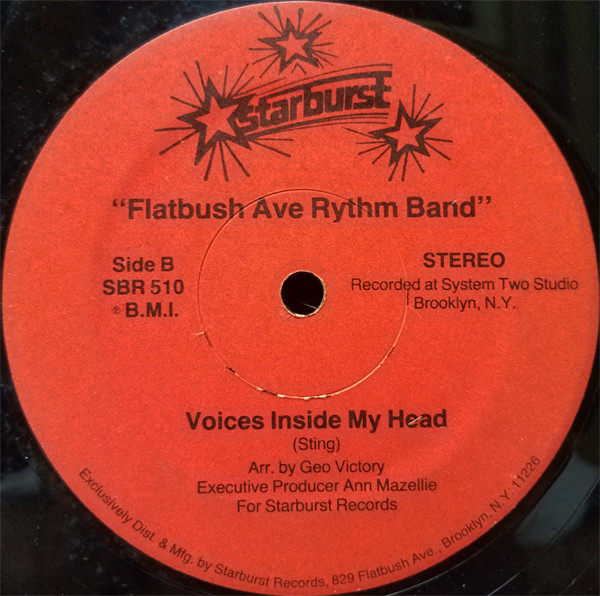 Starburst
"Flatbush Ave Rythm Band"
Side B
SBR 510
℗ B.M.I.
STEREO
Recorded at System Two Studio
Brooklyn, N.Y.
Voices Inside My Head
(Sting)
Arr. by Geo Victory
Executive Producer Ann Mazellie
For Starburst Records
Exclusively Dist. & Mfg. by Starburst Records, 829 Flatbush Ave., Brooklyn, N.Y. 11226